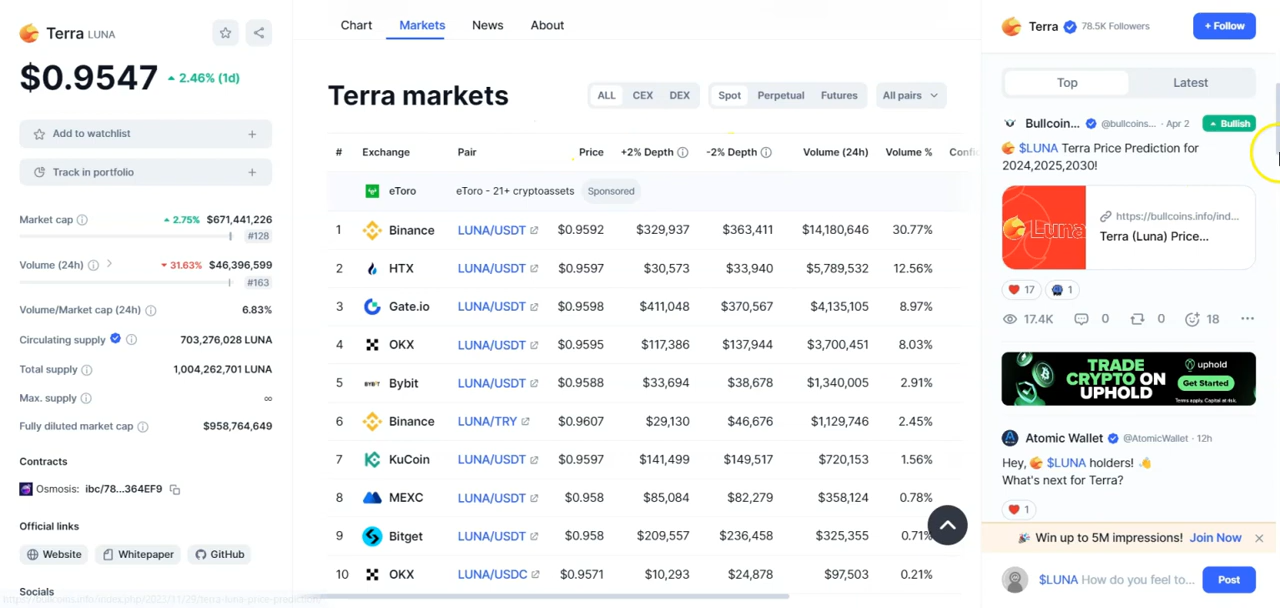 Terra LUNA
$0.9547 2.46% (1d)
Add to watchlist +
Track in portfolio +
Market cap 2.75% $671,441,226
#128
Volume (24h) 31.63% $46,396,599
#163
Volume/Market cap (24h) 6.83%
Circulating supply 703,276,028 LUNA
Total supply 1,004,262,701 LUNA
Max. supply ∞
Fully diluted market cap $958,764,649
Contracts
Osmosis: ibc/78...364EF9
Official links
Website Whitepaper GitHub
Socials
Chart Markets News About
Terra markets
ALL CEX DEX Spot Perpetual Futures All pairs
# Exchange Pair Price +2% Depth -2% Depth Volume (24h) Volume %
eToro eToro - 21+ cryptoassets Sponsored
1 Binance LUNA/USDT $0.9592 $329,937 $363,411 $14,180,646 30.77%
2 HTX LUNA/USDT $0.9597 $30,573 $33,940 $5,789,532 12.56%
3 Gate.io LUNA/USDT $0.9598 $411,048 $370,567 $4,135,105 8.97%
4 OKX LUNA/USDT $0.9595 $117,386 $137,944 $3,700,451 8.03%
5 Bybit LUNA/USDT $0.9588 $33,694 $38,678 $1,340,005 2.91%
6 Binance LUNA/TRY $0.9607 $29,130 $46,676 $1,129,746 2.45%
7 KuCoin LUNA/USDT $0.9597 $141,499 $149,517 $720,153 1.56%
8 MEXC LUNA/USDT $0.958 $85,084 $82,279 $358,124 0.78%
9 Bitget LUNA/USDT $0.958 $209,557 $236,458 $325,355 0.71%
10 OKX LUNA/USDC $0.9571 $10,293 $24,878 $97,503 0.21%
Terra 78.5K Followers + Follow
Top Latest
Bullcoin... @bullcoins... · Apr 2 Bullish
$LUNA Terra Price Prediction for
2024,2025,2030!
Luna
https://bullcoins.info/ind...
Terra (Luna) Price...
17 1
17.4K 0 0 18 ...
TRADE
CRYPTO ON
UPHOLD
uphold
Get Started
Terms apply. Capital at risk.
Atomic Wallet @AtomicWallet · 12h
Hey, $LUNA holders!
What's next for Terra?
1
Win up to 5M impressions! Join Now
$LUNA How do you feel to... Post